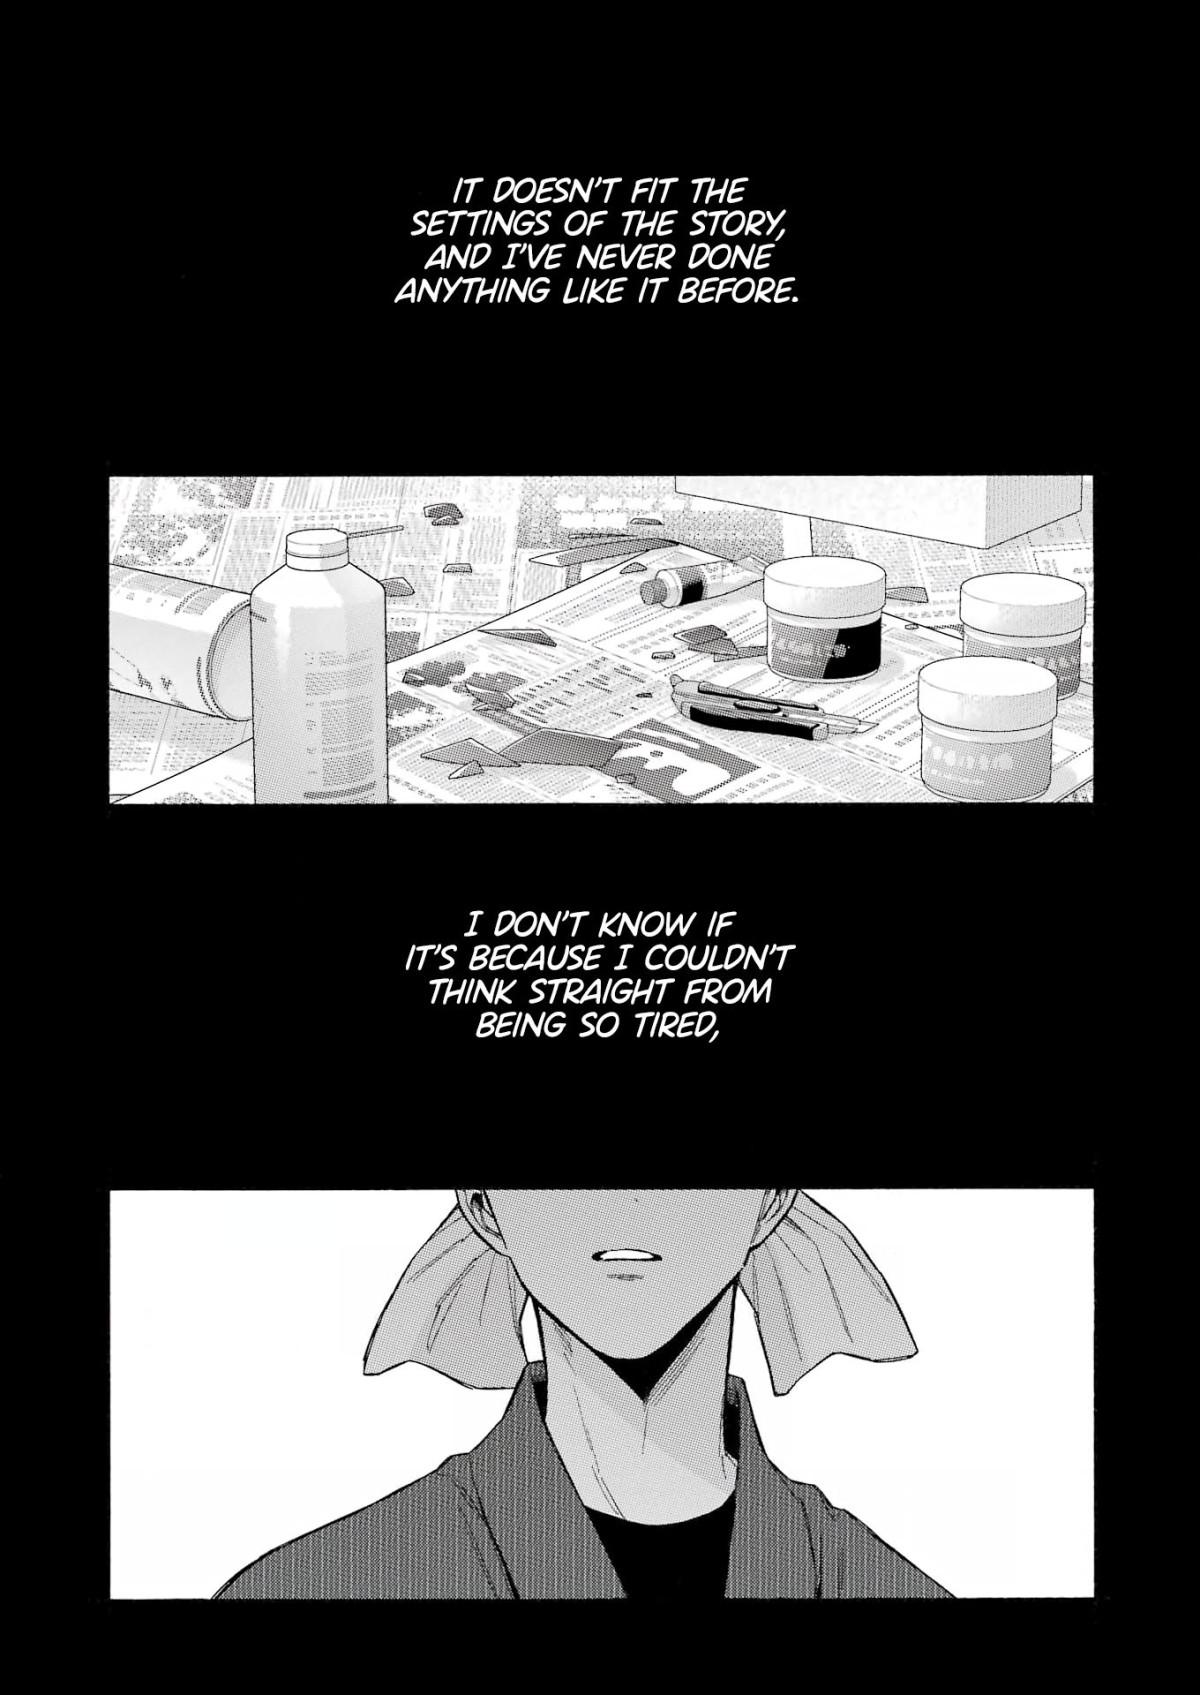 IT DOESN'T FIT THE
SETTINGS OF THE STORY,
AND I'VE NEVER DONE
ANYTHING LIKE IT BEFORE.
I DON'T KNOW IF
IT'S BECAUSE I COULDN'T
THINK STRAIGHT FROM
BEING SO TIRED,